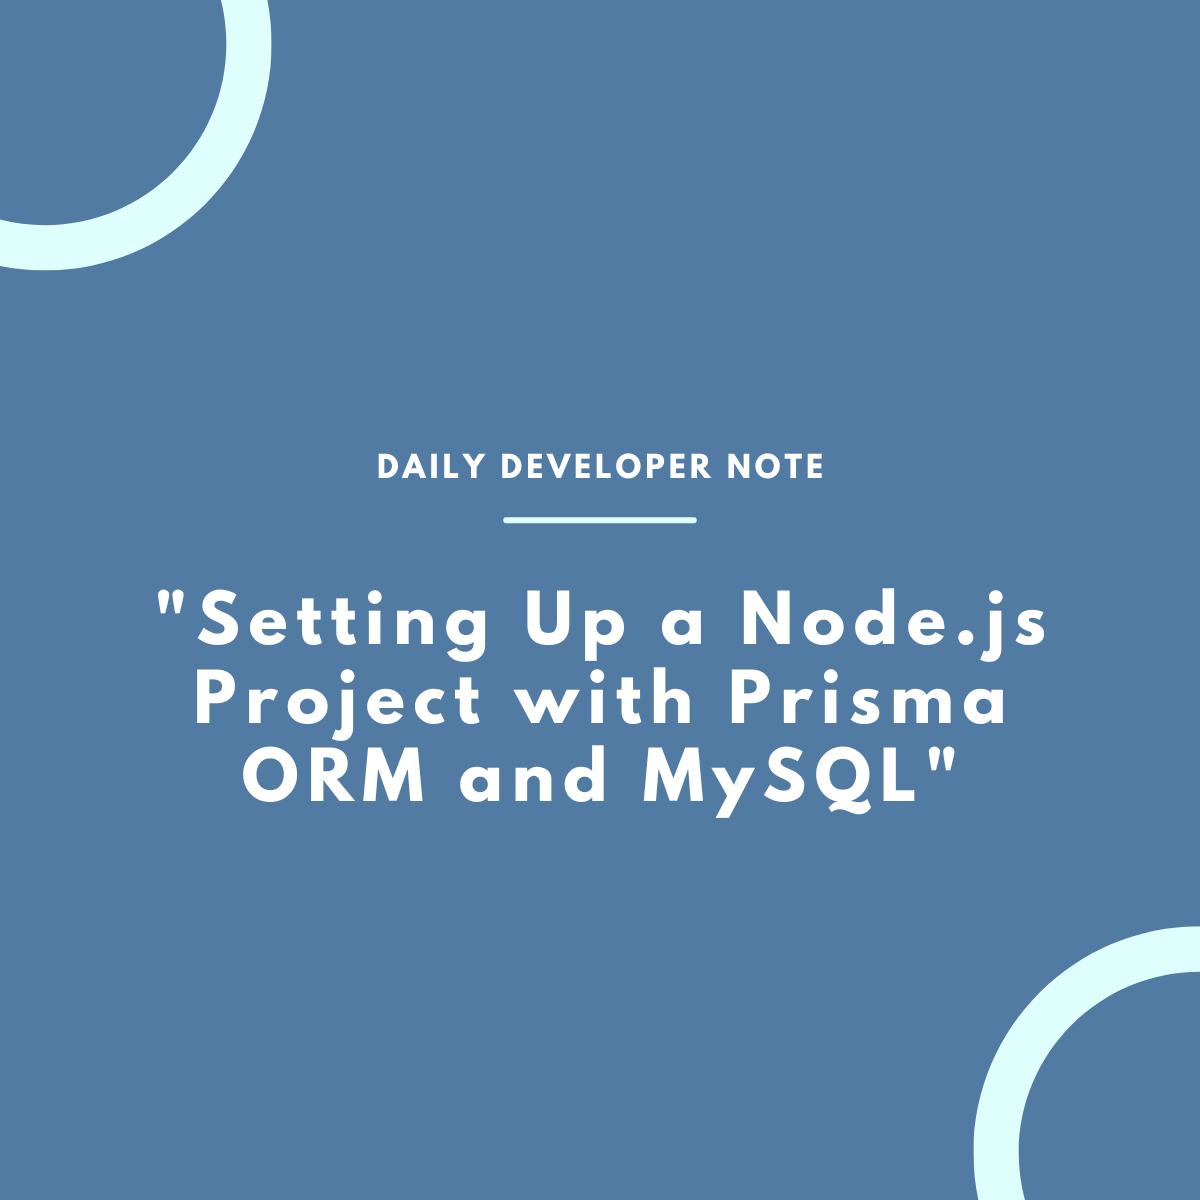 DAILY DEVELOPER NOTE
"Setting Up a Node.js
Project with Prisma
ORM and MySQL"